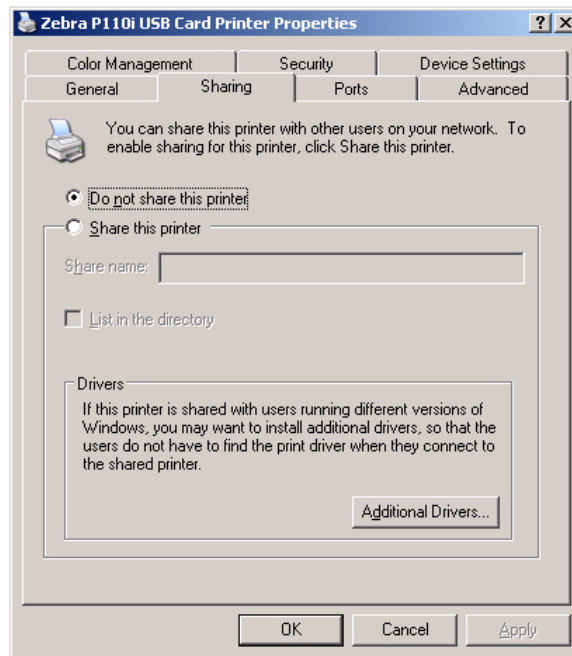 Zebra P110i USB Card Printer Properties
Color Management Security Device Settings
General Sharing Ports Advanced
You can share this printer with other users on your network. To
enable sharing for this printer, click Share this printer.
Do not share this printer
Share this printer
Share name:
List in the directory
Drivers
If this printer is shared with users running different versions of
Windows, you may want to install additional drivers, so that the
users do not have to find the print driver when they connect to
the shared printer.
Additional Drivers...
OK Cancel Apply